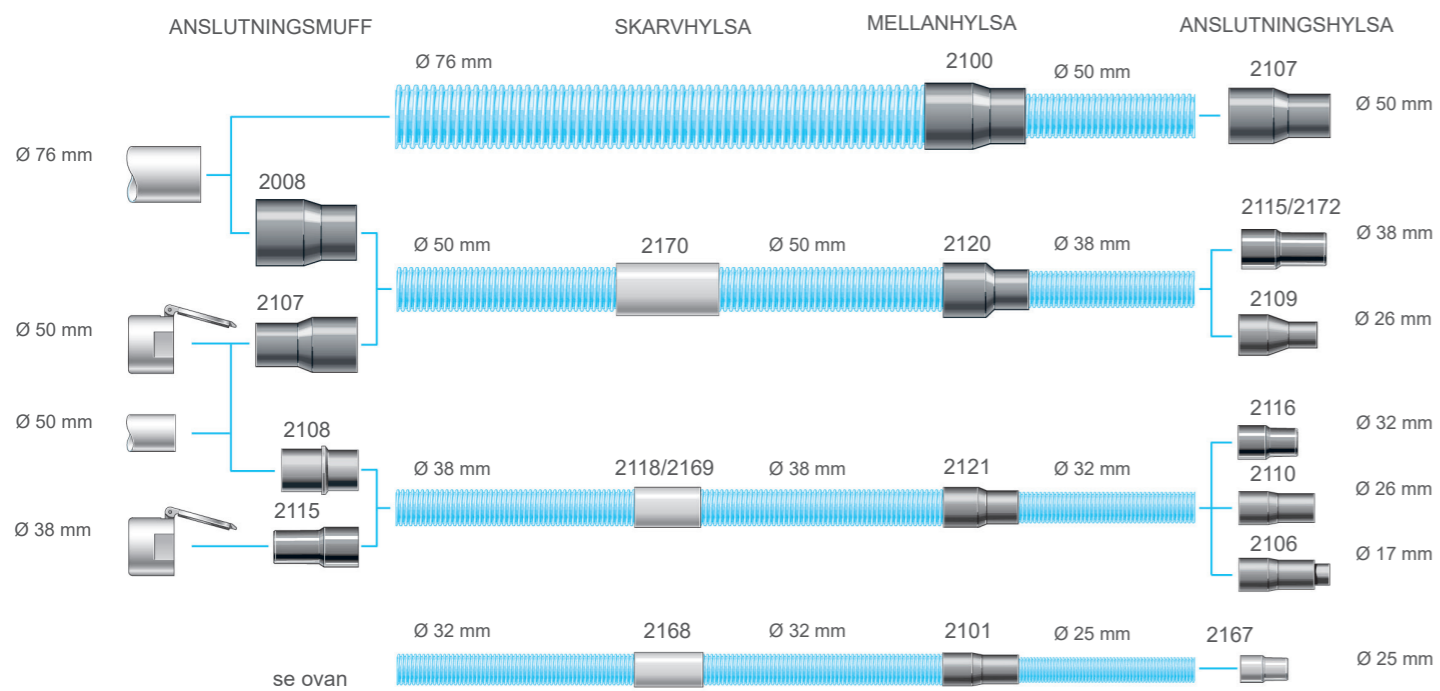 ANSLUTNINGSMUFF
SKARVHYLSA
MELLANHYLSA
ANSLUTNINGSHYLSA
Ø 76 mm
2100
Ø 50 mm
2107
Ø 50 mm
Ø 76 mm
2008
Ø 50 mm
2170
Ø 50 mm
2120
Ø 38 mm
2115/2172
Ø 38 mm
2109
Ø 26 mm
Ø 50 mm
2107
Ø 50 mm
2108
Ø 38 mm
2118/2169
Ø 38 mm
2121
Ø 32 mm
2116
Ø 32 mm
2110
Ø 26 mm
Ø 38 mm
2115
2106
Ø 17 mm
se ovan
Ø 32 mm
2168
Ø 32 mm
2101
Ø 25 mm
2167
Ø 25 mm